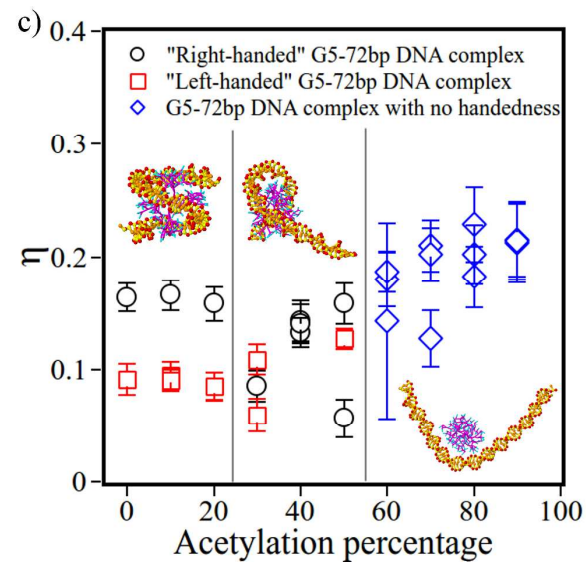 c)
0.4
"Right-handed" G5-72bp DNA complex
"Left-handed" G5-72bp DNA complex
G5-72bp DNA complex with no handedness
0.3
η
0.2
0.1
0
0 20 40 60 80 100
Acetylation percentage